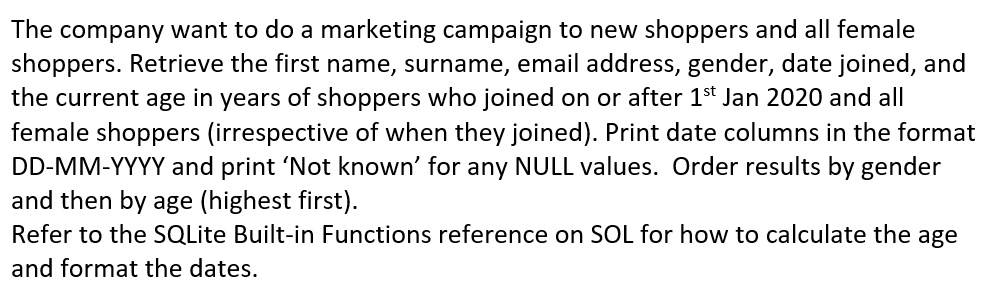 The company want to do a marketing campaign to new shoppers and all female
shoppers. Retrieve the first name, surname, email address, gender, date joined, and
the current age in years of shoppers who joined on or after 1st Jan 2020 and all
female shoppers (irrespective of when they joined). Print date columns in the format
DD-MM-YYYY and print ‘Not known’ for any NULL values.  Order results by gender
and then by age (highest first).
Refer to the SQLite Built-in Functions reference on SOL for how to calculate the age
and format the dates.